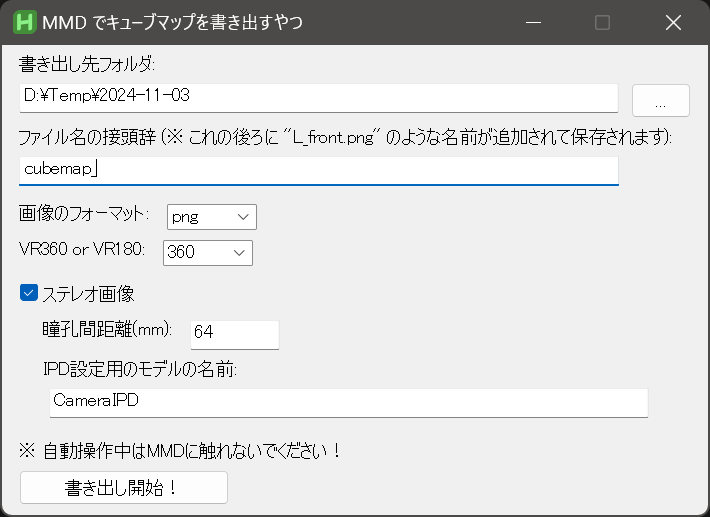 MMD でキューブマップを書き出すやつ
書き出し先フォルダ:
D:¥Temp¥2024-11-03
...
ファイル名の接頭辞 (※ これの後ろに "L_front.png" のような名前が追加されて保存されます):
cubemap_
画像のフォーマット: png
VR360 or VR180: 360
ステレオ画像
瞳孔間距離(mm): 64
IPD設定用のモデルの名前:
CameraIPD
※ 自動操作中はMMDに触れないでください！
書き出し開始！